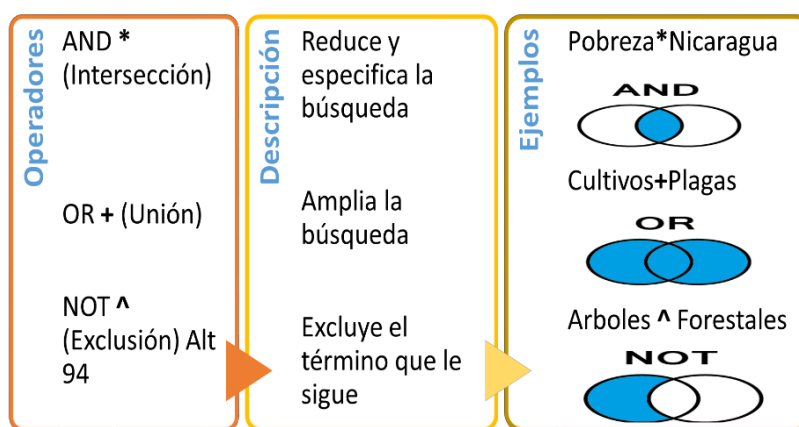 Operadores
AND *
(Intersección)
OR + (Unión)
NOT ^
(Exclusión) Alt
94
Descripción
Reduce y
especifica la
búsqueda
Amplia la
búsqueda
Excluye el
término que le
sigue
Ejemplos
Pobreza*Nicaragua
AND
Cultivos+Plagas
OR
Arboles ^ Forestales
NOT